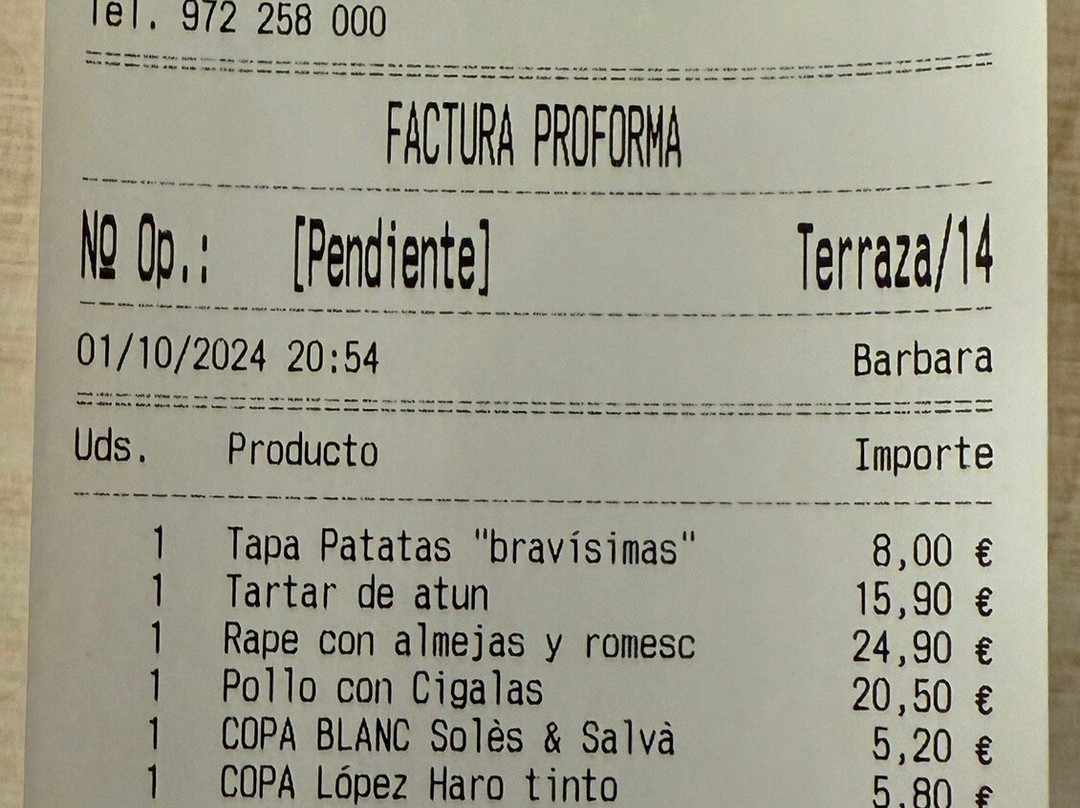 Tel. 972 258 000
FACTURA PROFORMA
Nº Op.: [Pendiente] Terraza/14
01/10/2024 20:54 Barbara
Uds. Producto Importe
1 Tapa Patatas "bravísimas" 8,00 €
1 Tartar de atun 15,90 €
1 Rape con almejas y romesc 24,90 €
1 Pollo con Cigalas 20,50 €
1 COPA BLANC Solès & Salvà 5,20 €
1 COPA López Haro tinto 5,80 €